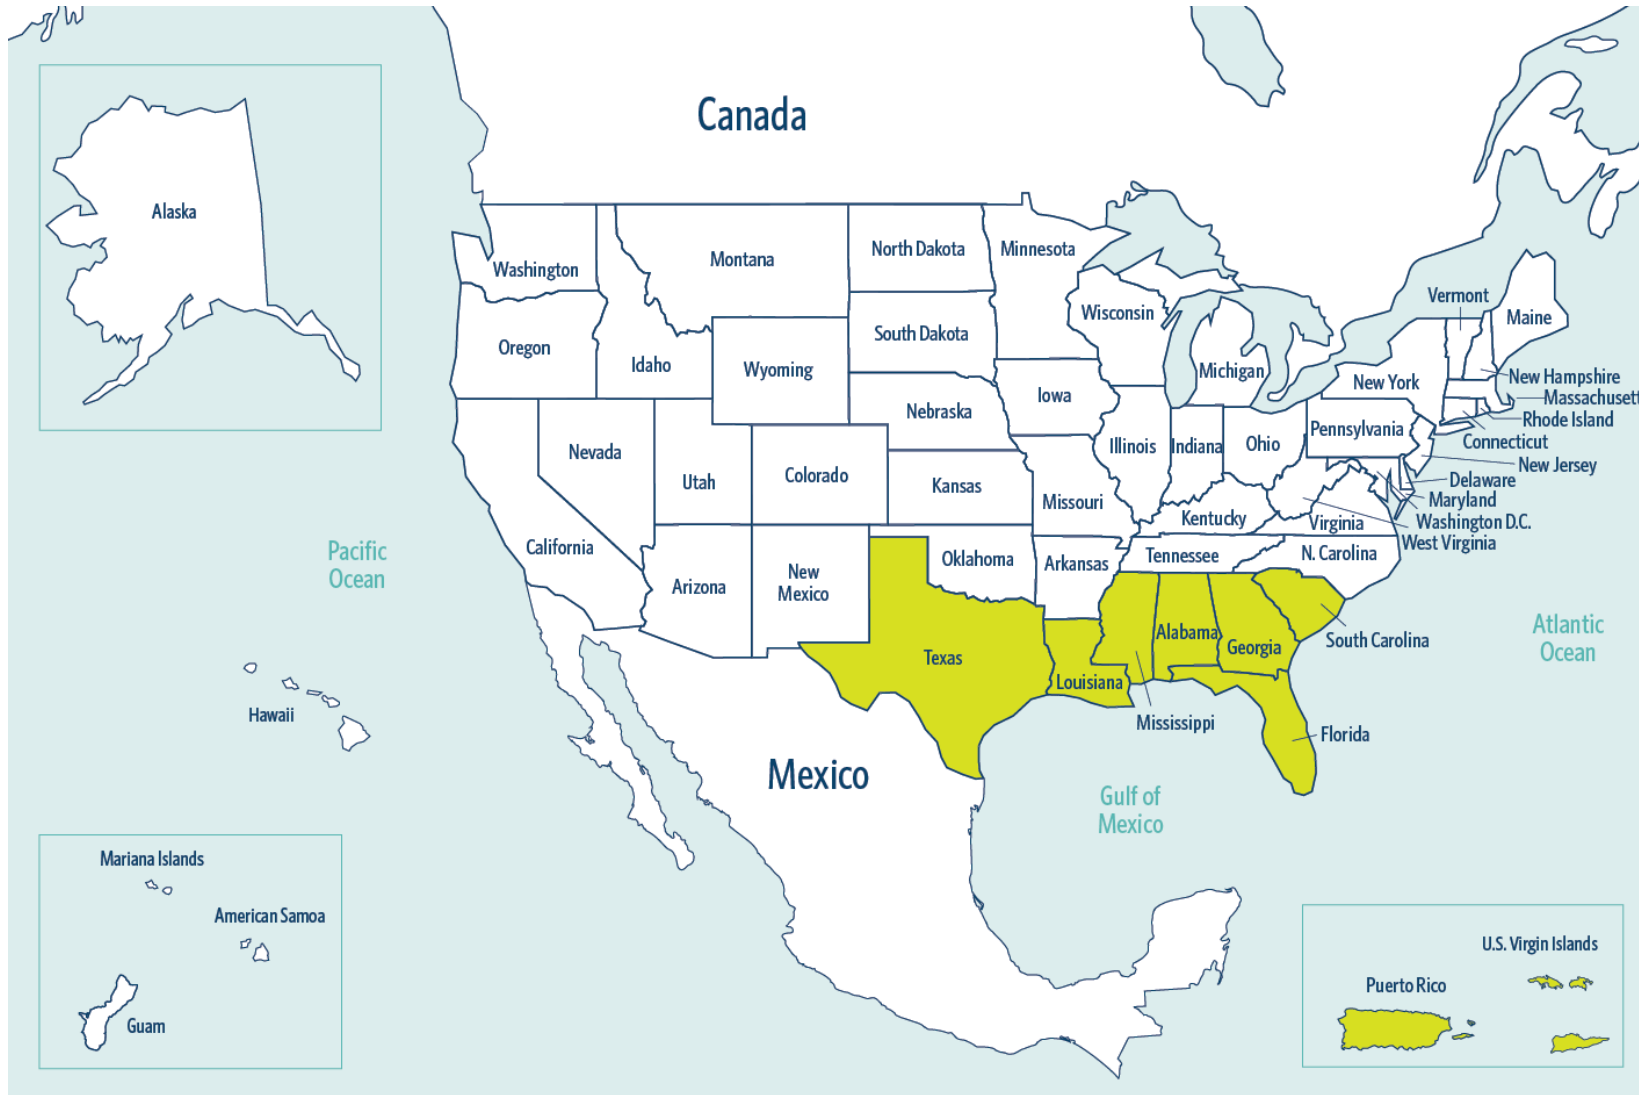 Canada
Alaska
Washington
Montana
North Dakota
Minnesota
Vermont
Maine
Oregon
Idaho
Wyoming
South Dakota
Wisconsin
Michigan
New York
New Hampshire
Massachusett
Rhode Island
Connecticut
New Jersey
Delaware
Maryland
Washington D.C.
West Virginia
Nebraska
Iowa
Illinois
Indiana
Ohio
Pennsylvania
Nevada
Utah
Colorado
Kansas
Missouri
Kentucky
Virginia
California
Arizona
New
Mexico
Oklahoma
Arkansas
Tennessee
N. Carolina
Pacific
Ocean
Atlantic
Ocean
Texas
Louisiana
Alabama
Georgia
South Carolina
Mississippi
Florida
Hawaii
Mexico
Gulf of
Mexico
Mariana Islands
American Samoa
Guam
U.S. Virgin Islands
Puerto Rico